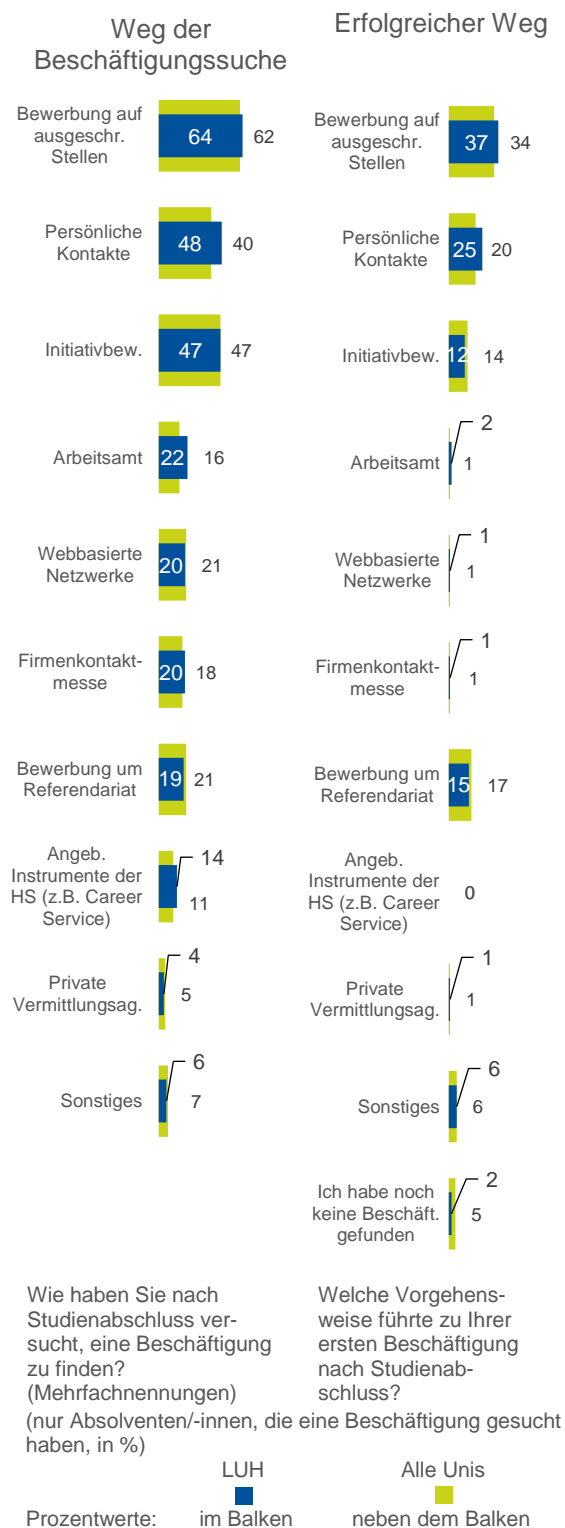 Weg der
Beschäftigungssuche
Bewerbung auf
ausgeschr.
Stellen
64
62
Persönliche
Kontakte
48
40
Initiativbew.
47
47
Arbeitsamt
22
16
Webbasierte
Netzwerke
20
21
Firmenkontakt-
messe
20
18
Bewerbung um
Referendariat
19
21
Angeb.
Instrumente der
HS (z.B. Career
Service)
14
11
Private
Vermittlungsag.
4
5
Sonstiges
6
7
Wie haben Sie nach
Studienabschluss ver-
sucht, eine Beschäftigung
zu finden?
(Mehrfachnennungen)
Erfolgreicher Weg
Bewerbung auf
ausgeschr.
Stellen
37
34
Persönliche
Kontakte
25
20
Initiativbew.
12
14
Arbeitsamt
2
1
Webbasierte
Netzwerke
1
1
Firmenkontakt-
messe
1
1
Bewerbung um
Referendariat
15
17
Angeb.
Instrumente der
HS (z.B. Career
Service)
0
Private
Vermittlungsag.
1
1
Sonstiges
6
6
Ich habe noch
keine Beschäft.
gefunden
2
5
Welche Vorgehens-
weise führte zu Ihrer
ersten Beschäftigung
nach Studienab-
schluss?
(nur Absolventen/-innen, die eine Beschäftigung gesucht
haben, in %)
LUH Alle Unis
Prozentwerte: im Balken neben dem Balken